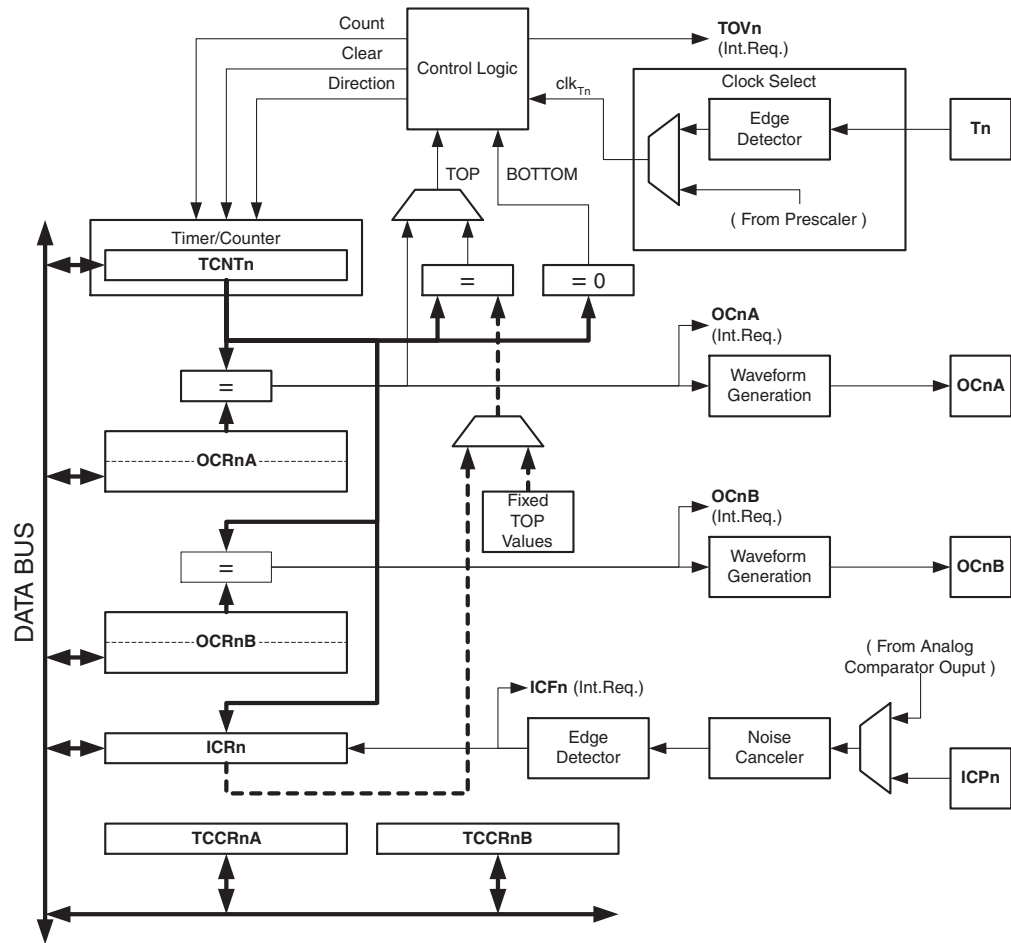 Count
Clear
Direction
Control Logic
TOVn
(Int.Req.)
clkTn
Clock Select
Edge
Detector
Tn
( From Prescaler )
TOP
BOTTOM
Timer/Counter
TCNTn
=
= 0
OCnA
(Int.Req.)
=
Waveform
Generation
OCnA
OCRnA
Fixed
TOP
Values
OCnB
(Int.Req.)
=
Waveform
Generation
OCnB
OCRnB
DATA BUS
( From Analog
Comparator Ouput )
ICFn (Int.Req.)
ICRn
Edge
Detector
Noise
Canceler
ICPn
TCCRnA
TCCRnB